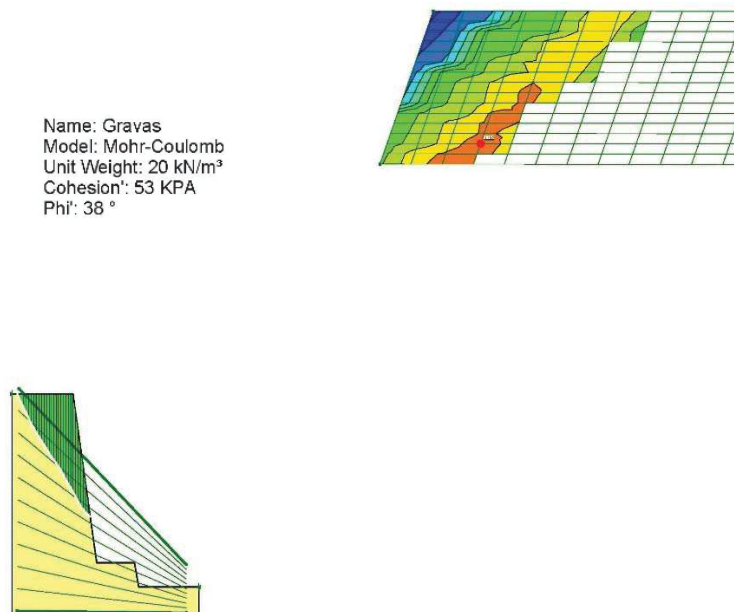 Name: Gravas
Model: Mohr-Coulomb
Unit Weight: 20 kN/m³
Cohesion': 53 KPA
Phi': 38 °